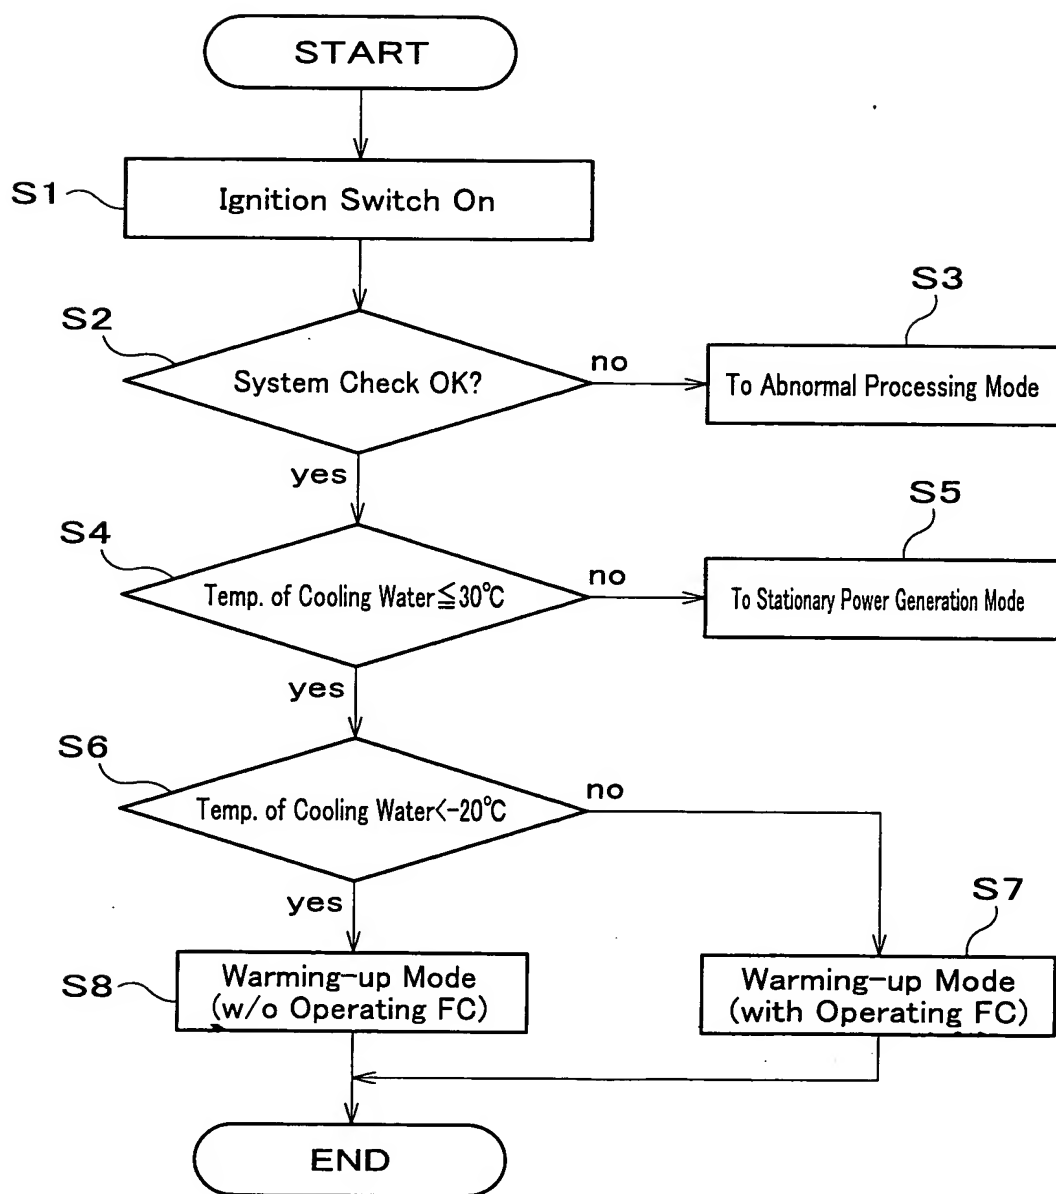 START
S1
Ignition Switch On
S2
System Check OK?
no
S3
To Abnormal Processing Mode
yes
S4
Temp. of Cooling Water≦30℃
no
S5
To Stationary Power Generation Mode
yes
S6
Temp. of Cooling Water<-20℃
no
yes
S8
Warming-up Mode
(w/o Operating FC)
S7
Warming-up Mode
(with Operating FC)
END